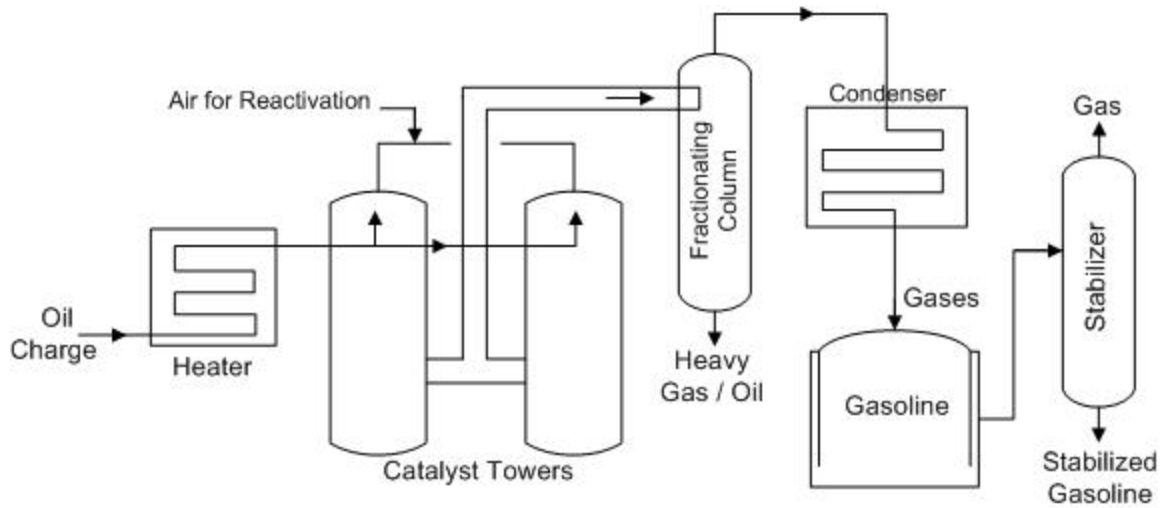 Air for Reactivation
Oil
Charge
Heater
Catalyst Towers
Fractionating
Column
Heavy
Gas / Oil
Condenser
Gases
Gasoline
Gas
Stabilizer
Stabilized
Gasoline